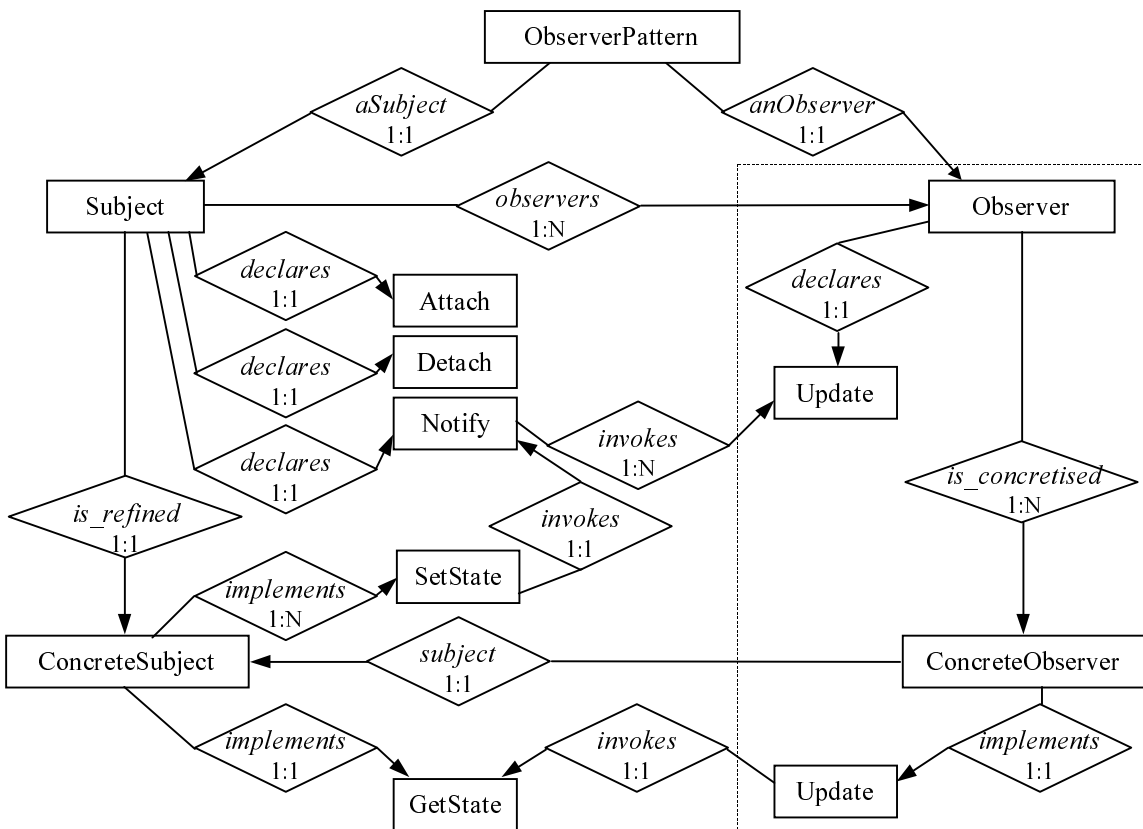 ObserverPattern
aSubject
1:1
anObserver
1:1
Subject
observers
1:N
Observer
declares
1:1
Attach
declares
1:1
declares
1:1
Detach
Update
declares
1:1
Notify
invokes
1:N
is_refined
1:1
invokes
1:1
is_concretised
1:N
implements
1:N
SetState
ConcreteSubject
subject
1:1
ConcreteObserver
implements
1:1
invokes
1:1
implements
1:1
GetState
Update